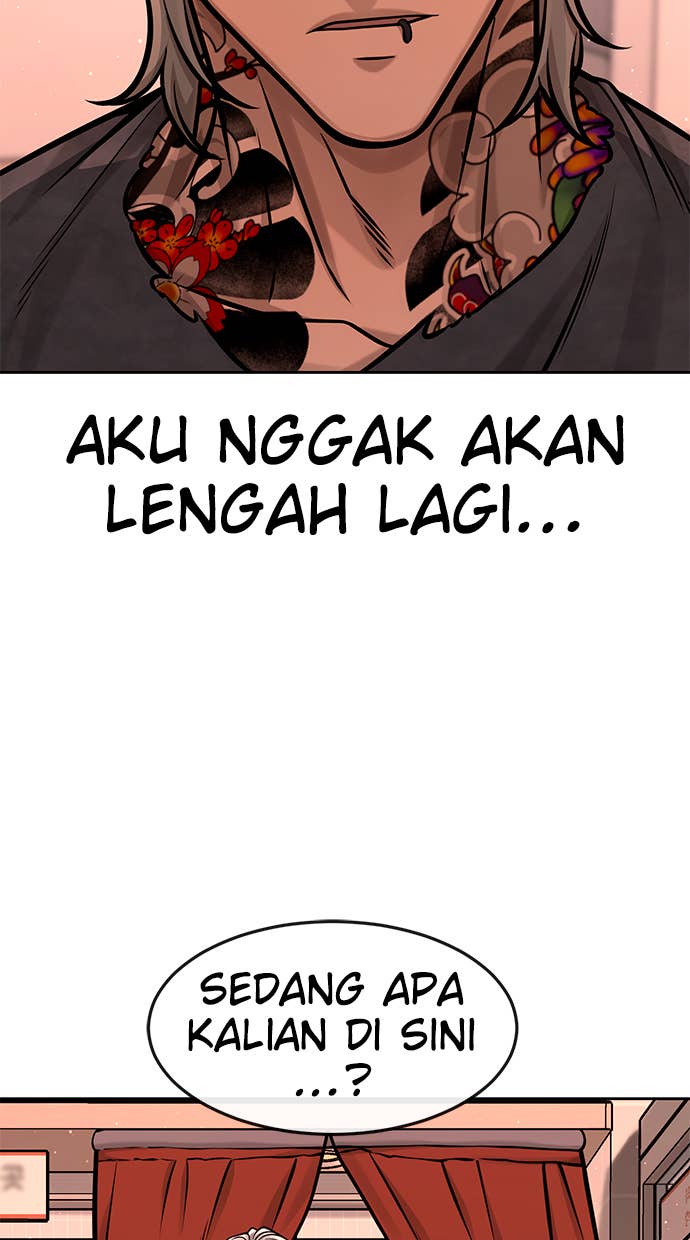 AKU NGGAK AKAN
LENGAH LAGI...
SEDANG APA
KALIAN DI SINI
...?